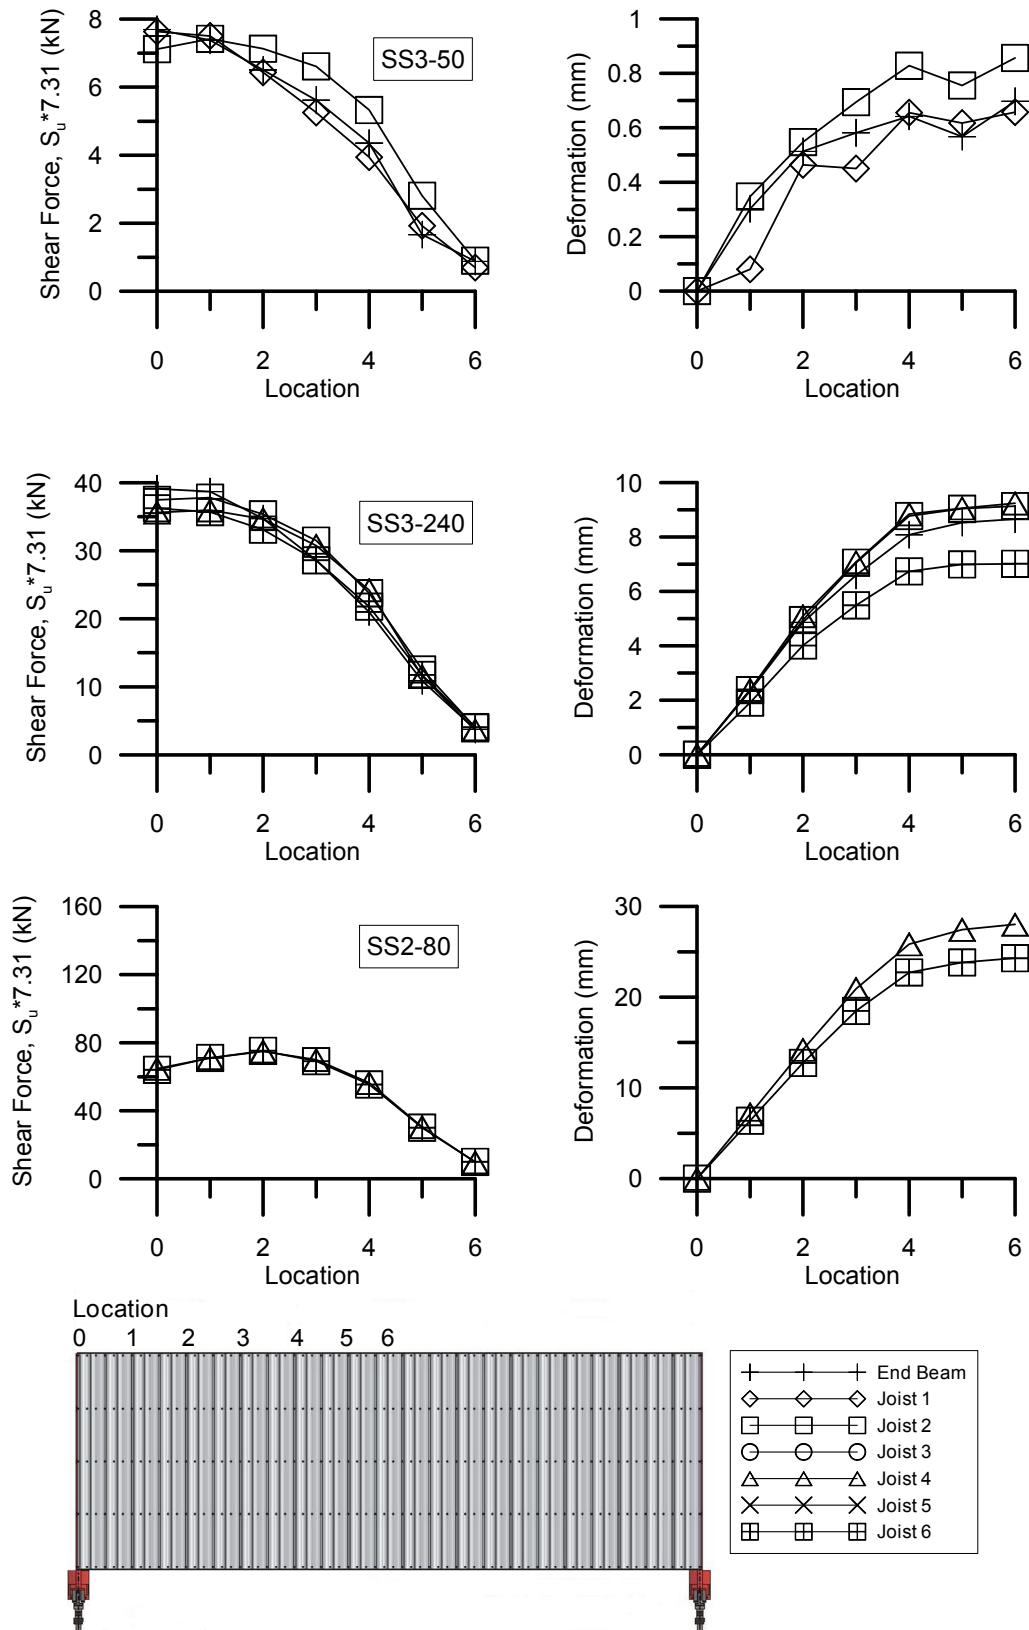 Shear Force, Su*7.31 (kN)
8
6
4
2
0
0 2 4 6
Location
SS3-50
Deformation (mm)
1
0.8
0.6
0.4
0.2
0
0 2 4 6
Location
Shear Force, Su*7.31 (kN)
40
30
20
10
0
0 2 4 6
Location
SS3-240
Deformation (mm)
10
8
6
4
2
0
0 2 4 6
Location
Shear Force, Su*7.31 (kN)
160
120
80
40
0
0 2 4 6
Location
SS2-80
Deformation (mm)
30
20
10
0
0 2 4 6
Location
Location
0 1 2 3 4 5 6
End Beam
Joist 1
Joist 2
Joist 3
Joist 4
Joist 5
Joist 6